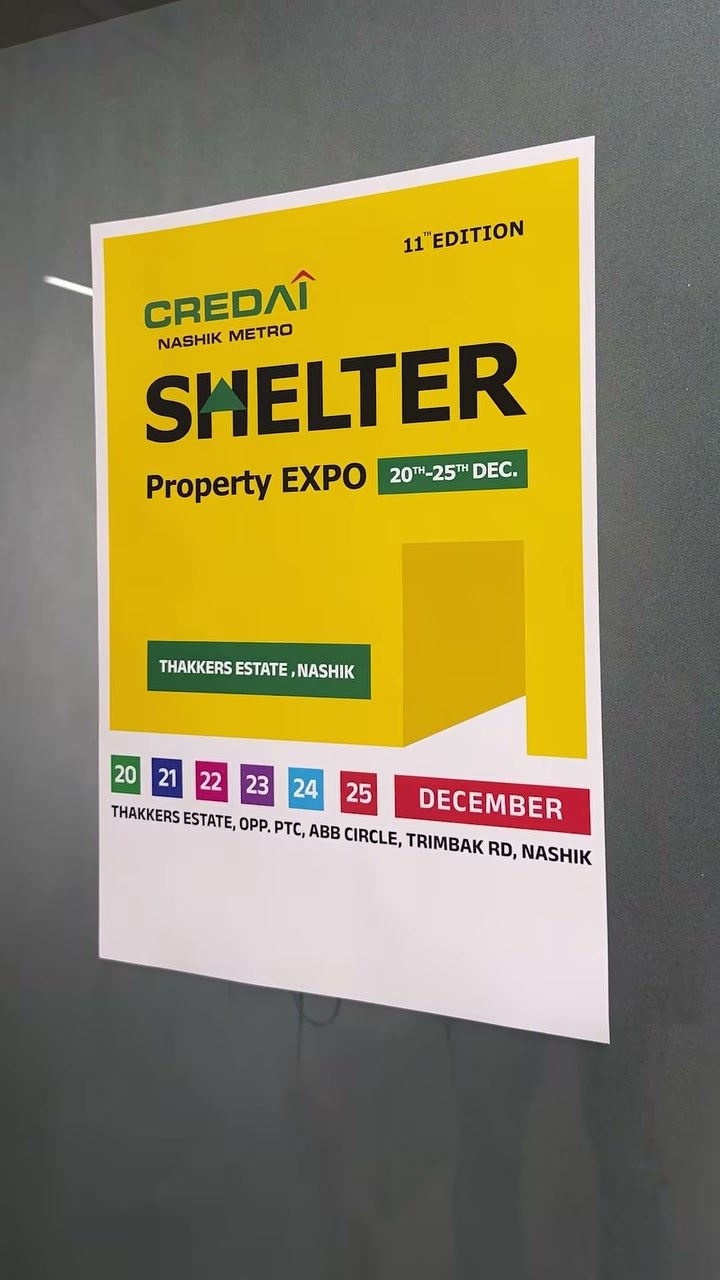 11TH EDITION
CREDAI
NASHIK METRO
SHELTER
Property EXPO 20TH-25TH DEC.
THAKKERS ESTATE , NASHIK
20 21 22 23 24 25 DECEMBER
THAKKERS ESTATE, OPP. PTC, ABB CIRCLE, TRIMBAK RD, NASHIK